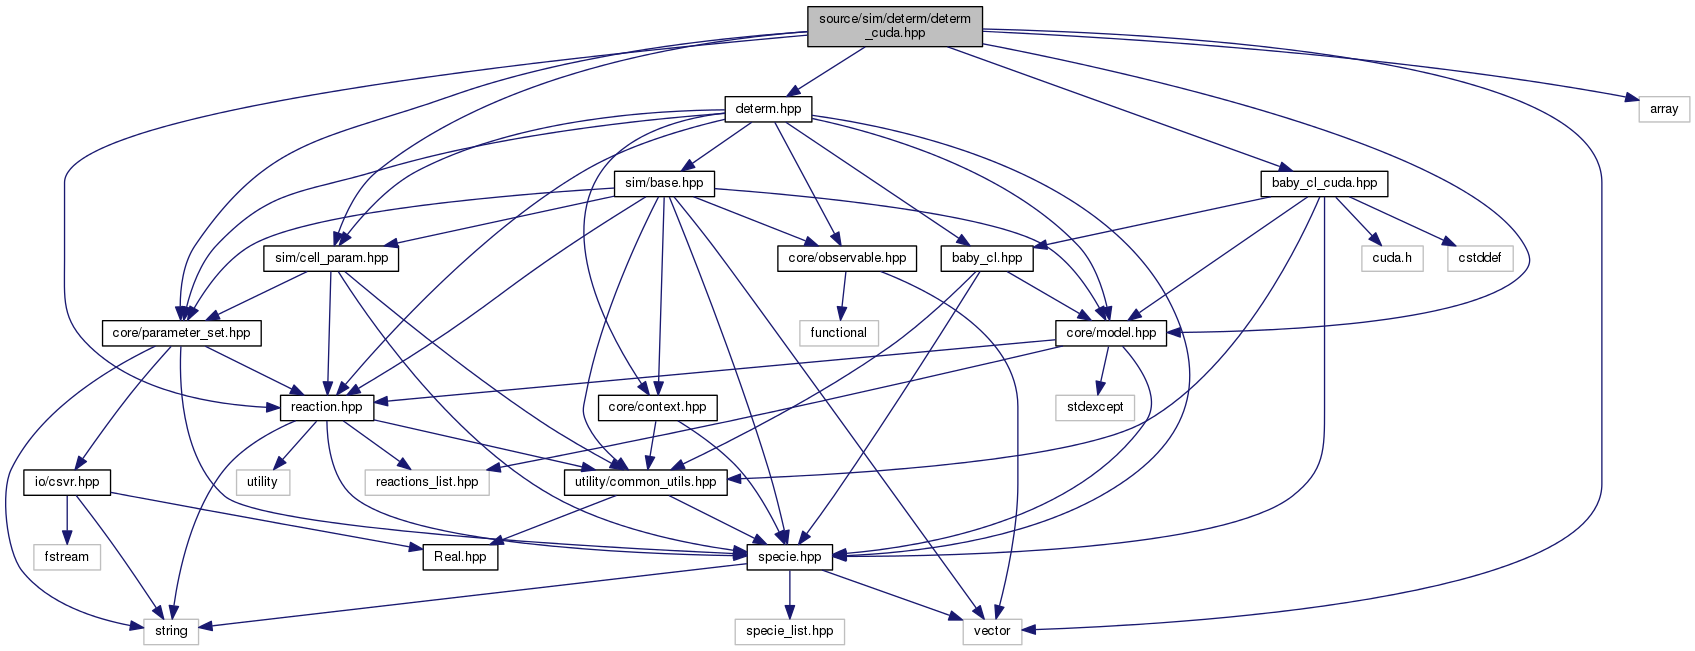 source/sim/determ/determ
_cuda.hpp
determ.hpp
array
sim/base.hpp
baby_cl_cuda.hpp
sim/cell_param.hpp
core/observable.hpp
baby_cl.hpp
cuda.h
cstddef
core/parameter_set.hpp
functional
core/model.hpp
reaction.hpp
core/context.hpp
stdexcept
io/csvr.hpp
utility
reactions_list.hpp
utility/common_utils.hpp
fstream
Real.hpp
specie.hpp
string
specie_list.hpp
vector